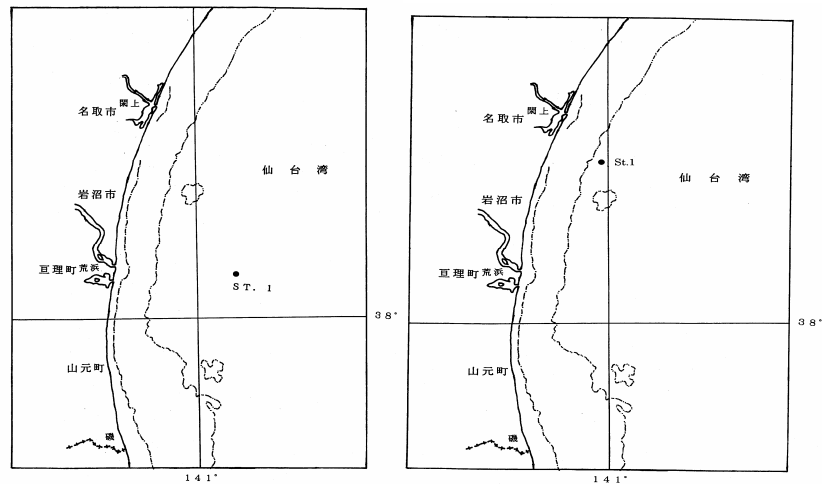 閖上
名取市
仙台湾
岩沼市
亘理町 荒浜
ST. 1
38°
山元町
磯
141°
閖上
名取市
St.1
仙台湾
岩沼市
亘理町 荒浜
38°
山元町
磯
141°